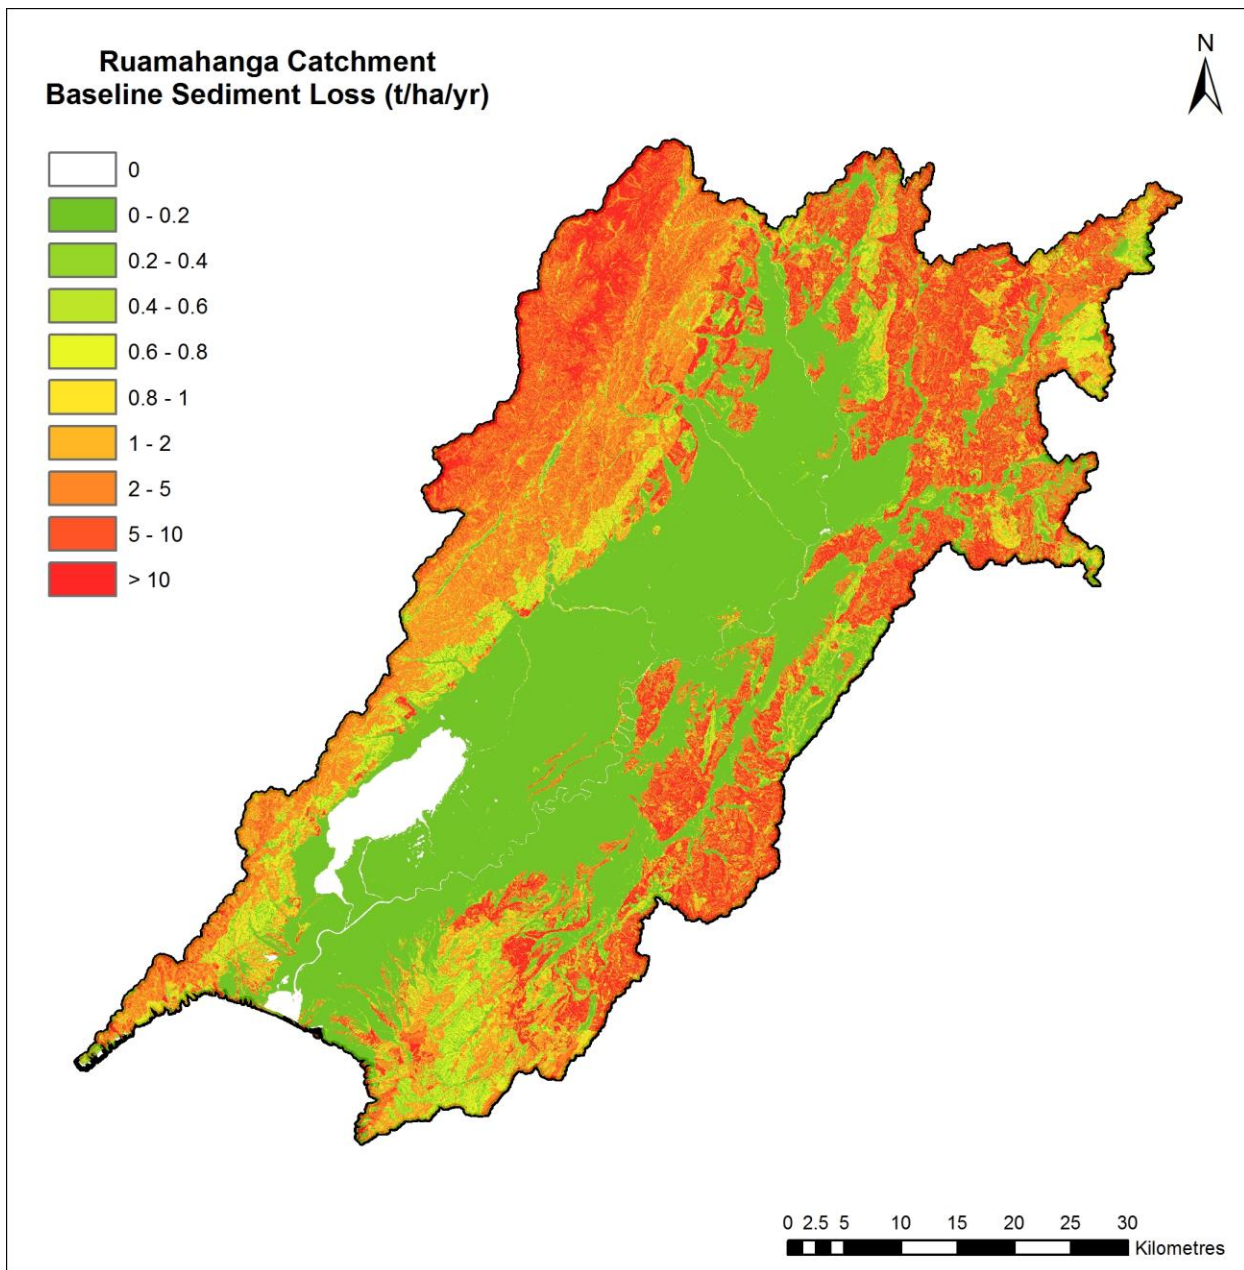 Ruamahanga Catchment
Baseline Sediment Loss (t/ha/yr)
N
0
0 - 0.2
0.2 - 0.4
0.4 - 0.6
0.6 - 0.8
0.8 - 1
1 - 2
2 - 5
5 - 10
> 10
0 2.5 5 10 15 20 25 30
Kilometres